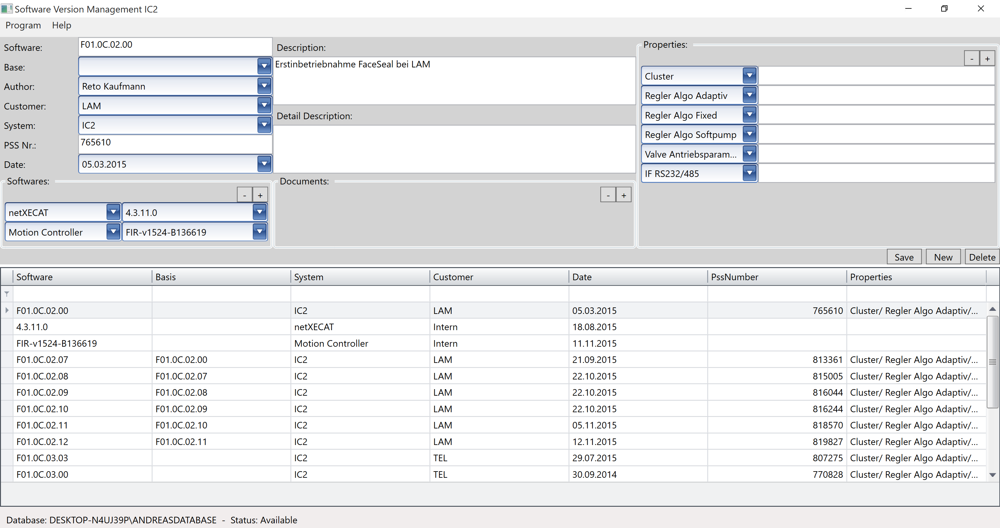 Software Version Management IC2
Program Help
Software: F01.0C.02.00
Base:
Author: Reto Kaufmann
Customer: LAM
System: IC2
PSS Nr.: 765610
Date: 05.03.2015
Description:
Erstinbetriebnahme FaceSeal bei LAM
Detail Description:
Properties:
- +
Cluster
Regler Algo Adaptiv
Regler Algo Fixed
Regler Algo Softpump
Valve Antriebsparam...
IF RS232/485
Softwares:
- +
netXECAT 4.3.11.0
Motion Controller FIR-v1524-B136619
Documents:
- +
Save New Delete
Software Basis System Customer Date PssNumber Properties
F01.0C.02.00 IC2 LAM 05.03.2015 765610 Cluster/ Regler Algo Adaptiv/...
4.3.11.0 netXECAT Intern 18.08.2015
FIR-v1524-B136619 Motion Controller Intern 11.11.2015
F01.0C.02.07 F01.0C.02.00 IC2 LAM 21.09.2015 813361 Cluster/ Regler Algo Adaptiv/...
F01.0C.02.08 F01.0C.02.07 IC2 LAM 22.10.2015 815005 Cluster/ Regler Algo Adaptiv/...
F01.0C.02.09 F01.0C.02.08 IC2 LAM 22.10.2015 816044 Cluster/ Regler Algo Adaptiv/...
F01.0C.02.10 F01.0C.02.09 IC2 LAM 22.10.2015 816244 Cluster/ Regler Algo Adaptiv/...
F01.0C.02.11 F01.0C.02.10 IC2 LAM 05.11.2015 818570 Cluster/ Regler Algo Adaptiv/...
F01.0C.02.12 F01.0C.02.11 IC2 LAM 12.11.2015 819827 Cluster/ Regler Algo Adaptiv/...
F01.0C.03.03 IC2 TEL 29.07.2015 807275 Cluster/ Regler Algo Adaptiv/...
F01.0C.03.00 IC2 TEL 30.09.2014 770828 Cluster/ Regler Algo Adaptiv/...
Database: DESKTOP-N4UJ39P\ANDREASDATABASE - Status: Available